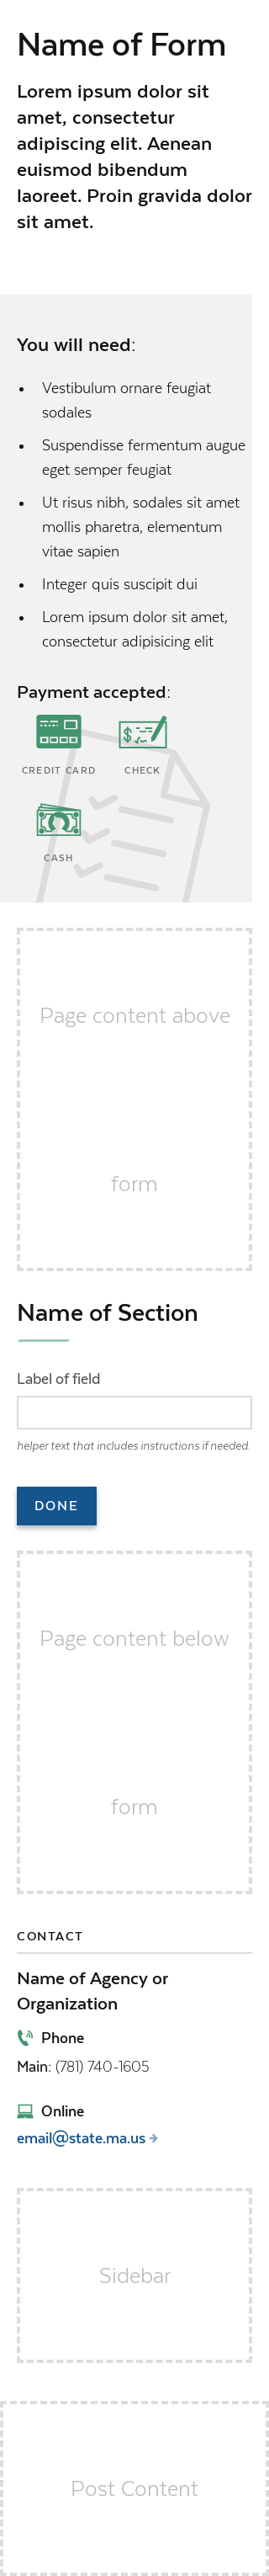 Name of Form
Lorem ipsum dolor sit
amet, consectetur
adipiscing elit. Aenean
euismod bibendum
laoreet. Proin gravida dolor
sit amet.
You will need:
• Vestibulum ornare feugiat
sodales
• Suspendisse fermentum augue
eget semper feugiat
• Ut risus nibh, sodales sit amet
mollis pharetra, elementum
vitae sapien
• Integer quis suscipit dui
• Lorem ipsum dolor sit amet,
consectetur adipisicing elit
Payment accepted:
CREDIT CARD CHECK
CASH
Page content above
form
Name of Section
Label of field
helper text that includes instructions if needed.
DONE
Page content below
form
CONTACT
Name of Agency or
Organization
Phone
Main: (781) 740-1605
Online
email@state.ma.us
Sidebar
Post Content